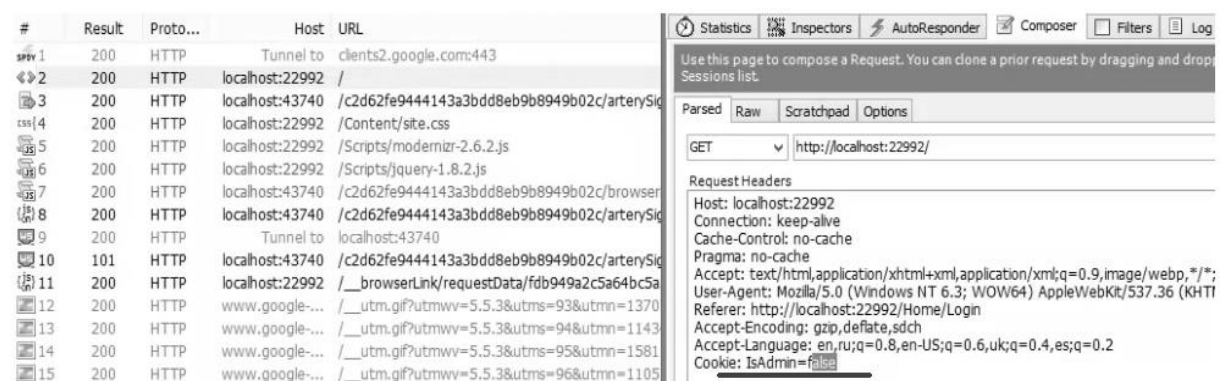 # Result Proto... Host URL
1 200 HTTP Tunnel to clients2.google.com:443
2 200 HTTP localhost:22992 /
3 200 HTTP localhost:43740 /c2d62fe9444143a3bdd8eb9b8949b02c/arterySig
4 200 HTTP localhost:22992 /Content/site.css
5 200 HTTP localhost:22992 /Scripts/modernizr-2.6.2.js
6 200 HTTP localhost:22992 /Scripts/jquery-1.8.2.js
7 200 HTTP localhost:43740 /c2d62fe9444143a3bdd8eb9b8949b02c/browser
8 200 HTTP localhost:43740 /c2d62fe9444143a3bdd8eb9b8949b02c/arterySig
9 200 HTTP Tunnel to localhost:43740
10 101 HTTP localhost:43740 /c2d62fe9444143a3bdd8eb9b8949b02c/arterySig
11 200 HTTP localhost:22992 /__browserLink/requestData/fdb949a2c5a64bc5a
12 200 HTTP www.google-... /__utm.gif?utmwv=5.5.3&utms=93&utmn=1370
13 200 HTTP www.google-... /__utm.gif?utmwv=5.5.3&utms=94&utmn=1143
14 200 HTTP www.google-... /__utm.gif?utmwv=5.5.3&utms=95&utmn=1581
15 200 HTTP www.google-... /__utm.gif?utmwv=5.5.3&utms=96&utmn=1105
Statistics Inspectors AutoResponder Composer Filters Log
Use this page to compose a Request. You can clone a prior request by dragging and dropp
Sessions list.
Parsed Raw Scratchpad Options
GET http://localhost:22992/
Request Headers
Host: localhost:22992
Connection: keep-alive
Cache-Control: no-cache
Pragma: no-cache
Accept: text/html,application/xhtml+xml,application/xml;q=0.9,image/webp,*/*;
User-Agent: Mozilla/5.0 (Windows NT 6.3; WOW64) AppleWebKit/537.36 (KHTM
Referer: http://localhost:22992/Home/Login
Accept-Encoding: gzip,deflate,sdch
Accept-Language: en,ru;q=0.8,en-US;q=0.6,uk;q=0.4,es;q=0.2
Cookie: IsAdmin=false